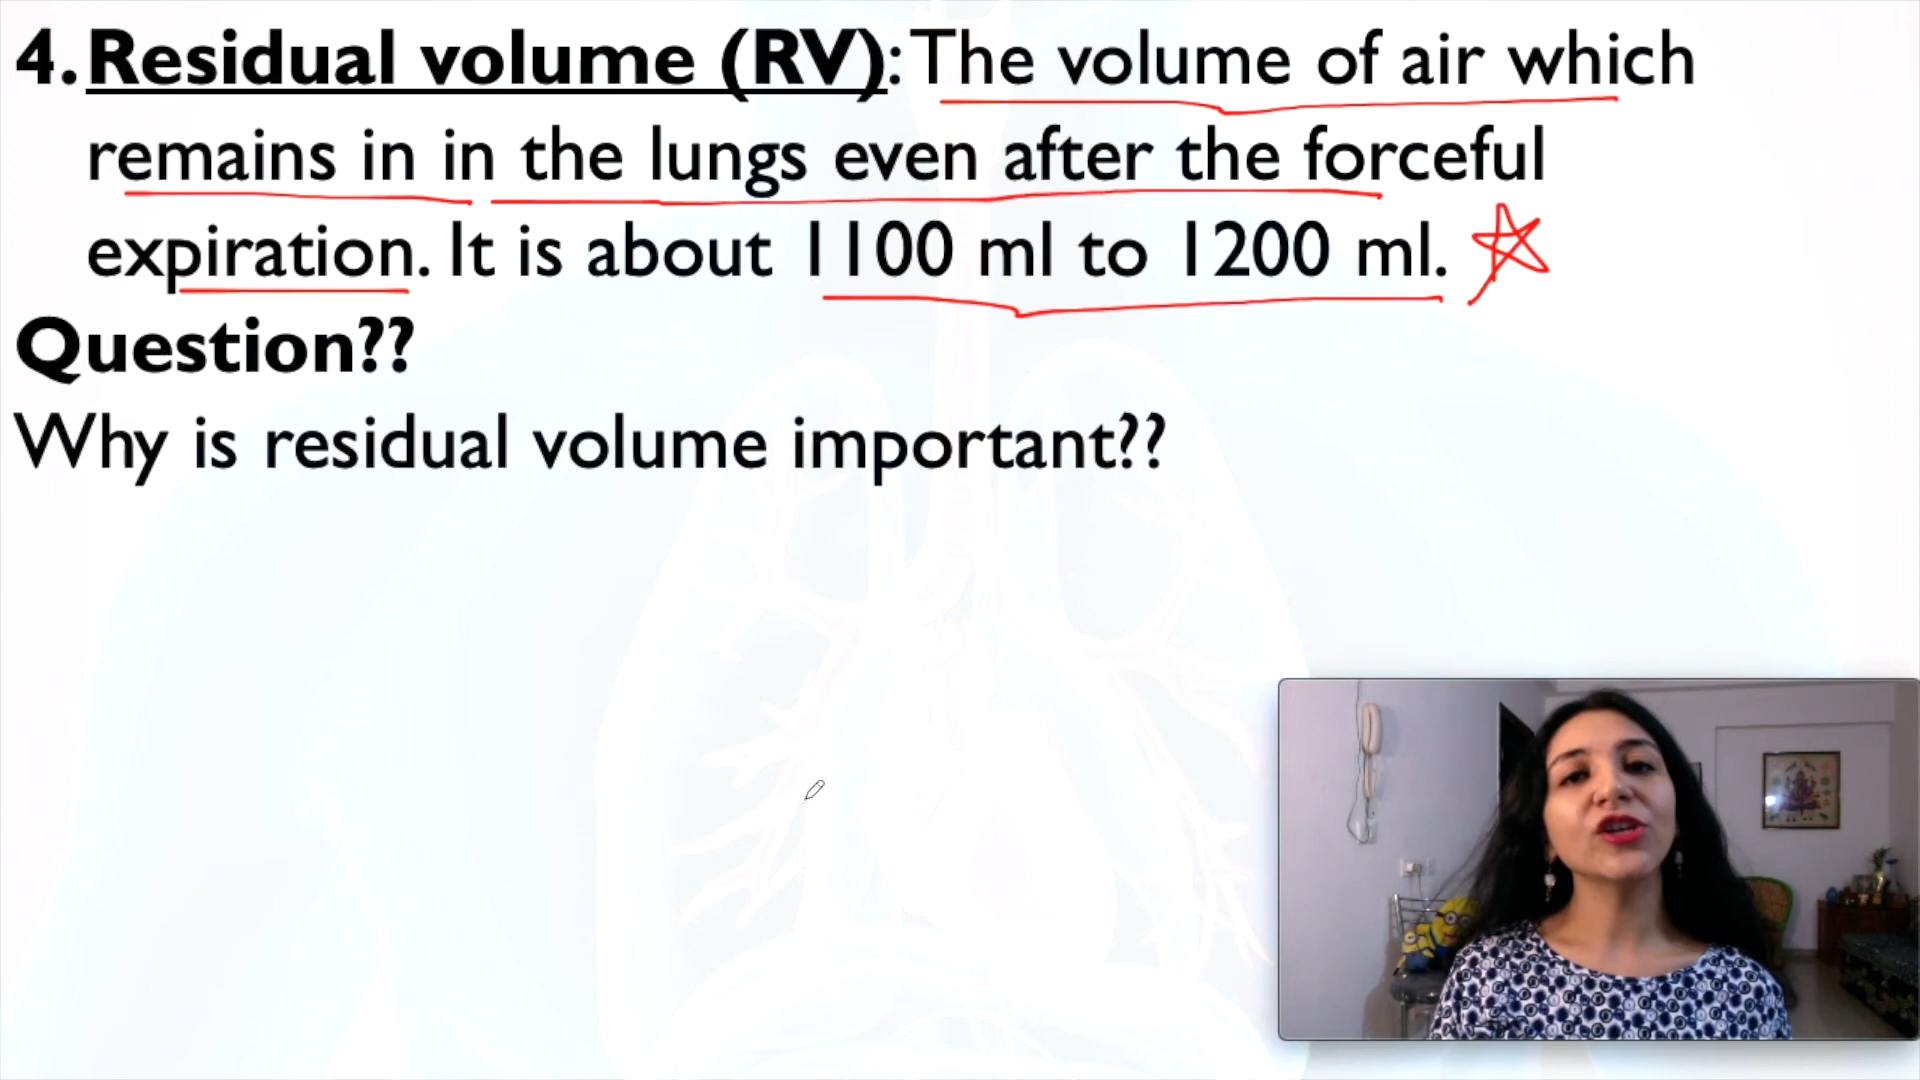 4. Residual volume (RV): The volume of air which
remains in in the lungs even after the forceful
expiration. It is about 1100 ml to 1200 ml.
Question??
Why is residual volume important??